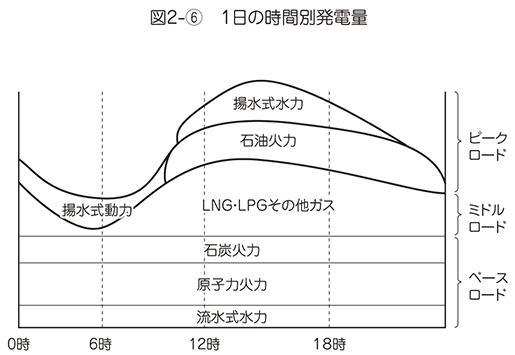 図2-⑥　1日の時間別発電量
揚水式水力
石油火力
ピーク
ロード
揚水式動力
LNG・LPGその他ガス
ミドル
ロード
石炭火力
原子力火力
ベース
ロード
流水式水力
0時
6時
12時
18時